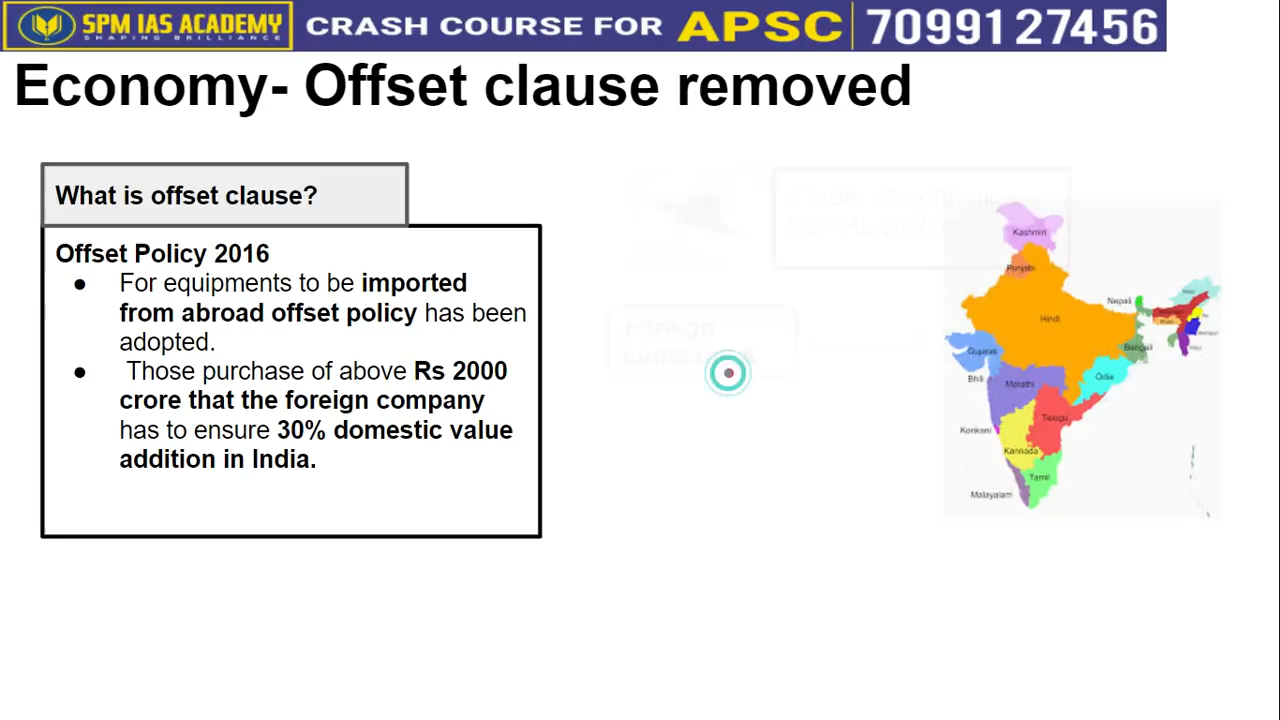 SPM IAS ACADEMY
SHAPING BRILLIANCE
CRASH COURSE FOR APSC 70991 27456
Economy- Offset clause removed
What is offset clause?
Offset Policy 2016
● For equipments to be imported
from abroad offset policy has been
adopted.
● Those purchase of above Rs 2000
crore that the foreign company
has to ensure 30% domestic value
addition in India.
Foreign
Kashmiri
Punjabi
Nepali
Hindi
Gujarati
Bengali
Bhili
Marathi
Odia
Telugu
Konkani
Kannada
Tamil
Malayalam